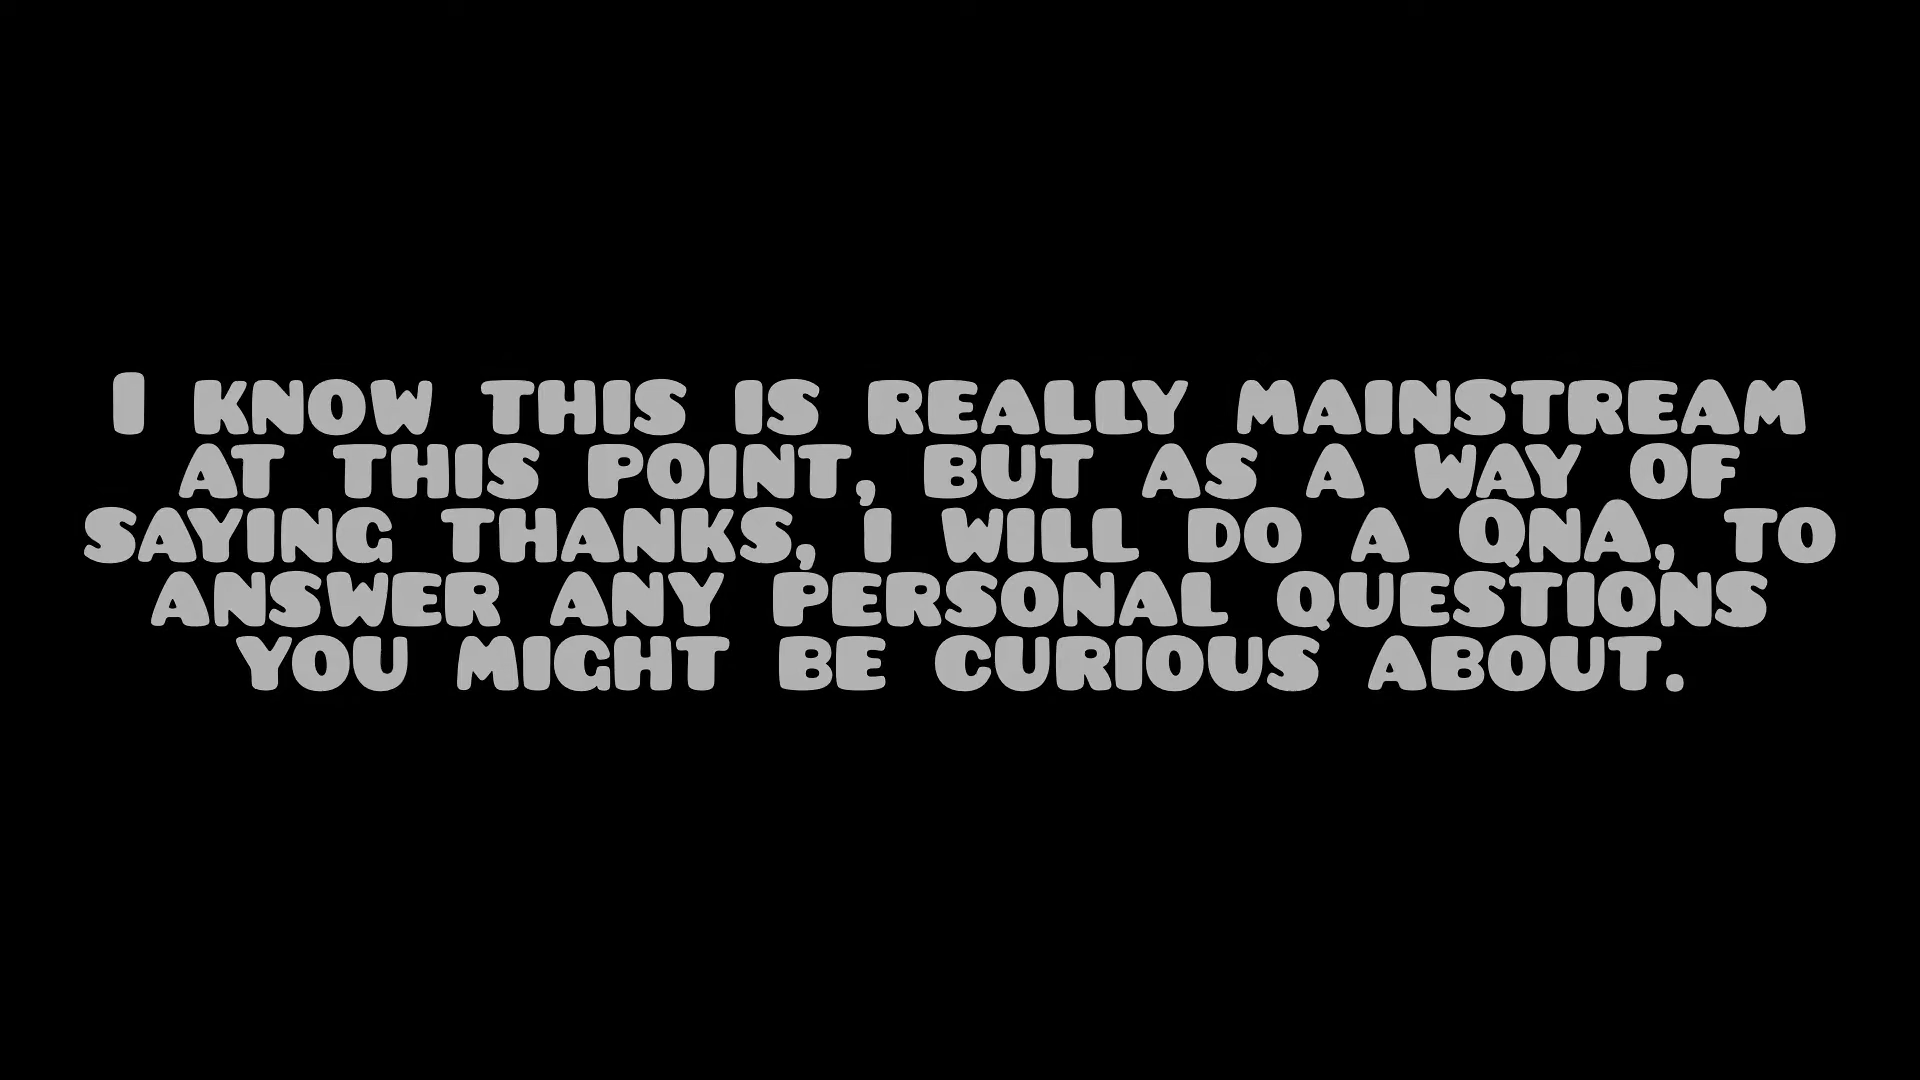 I know this is really mainstream
at this point, but as a way of
saying thanks, i will do a QnA, to
answer any personal questions
you might be curious about.